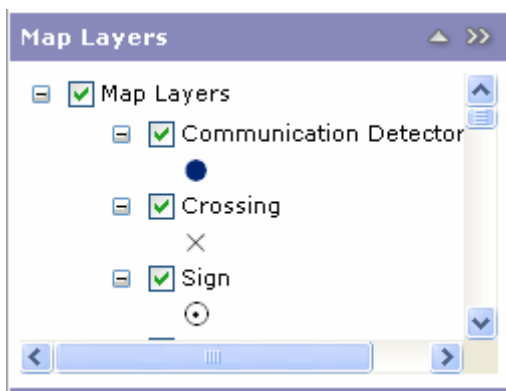 Map Layers
Map Layers
Communication Detector
Crossing
Sign